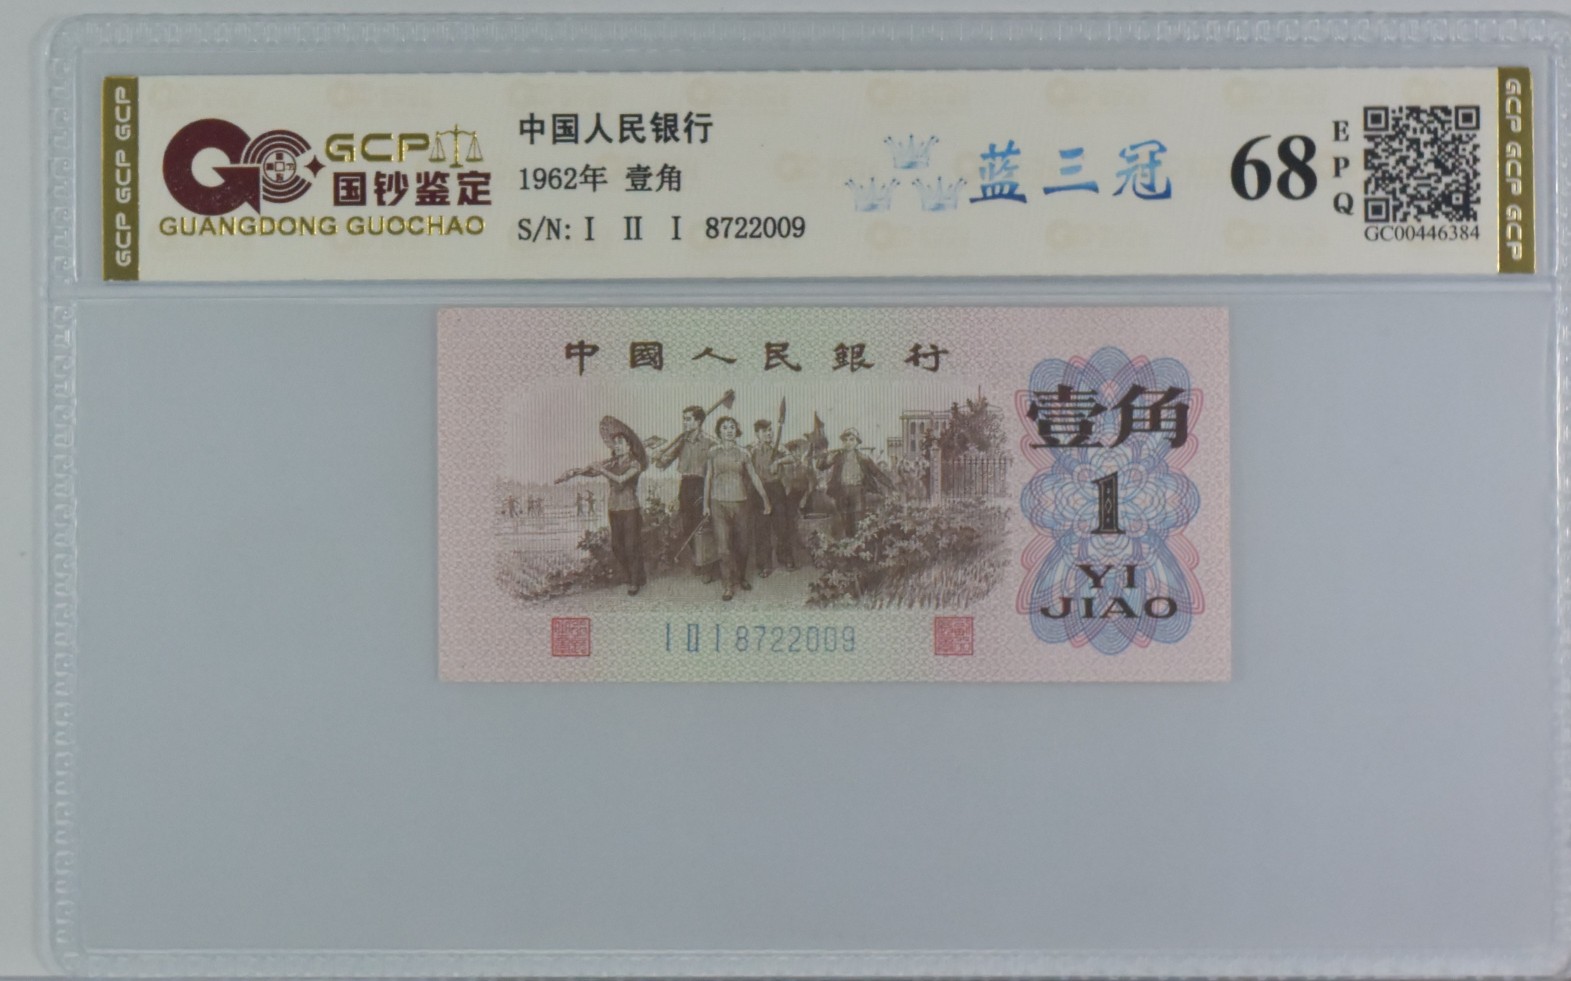 GCP GCP GCP
GCP
国钞鉴定
GUANGDONG GUOCHAO
中国人民银行
1962年 壹角
S/N: I II I 8722009
蓝三冠
68
EPQ
GC00446384
GCP GCP GCP
中國人民銀行
壹角
1
YI
JIAO
I II I 8722009